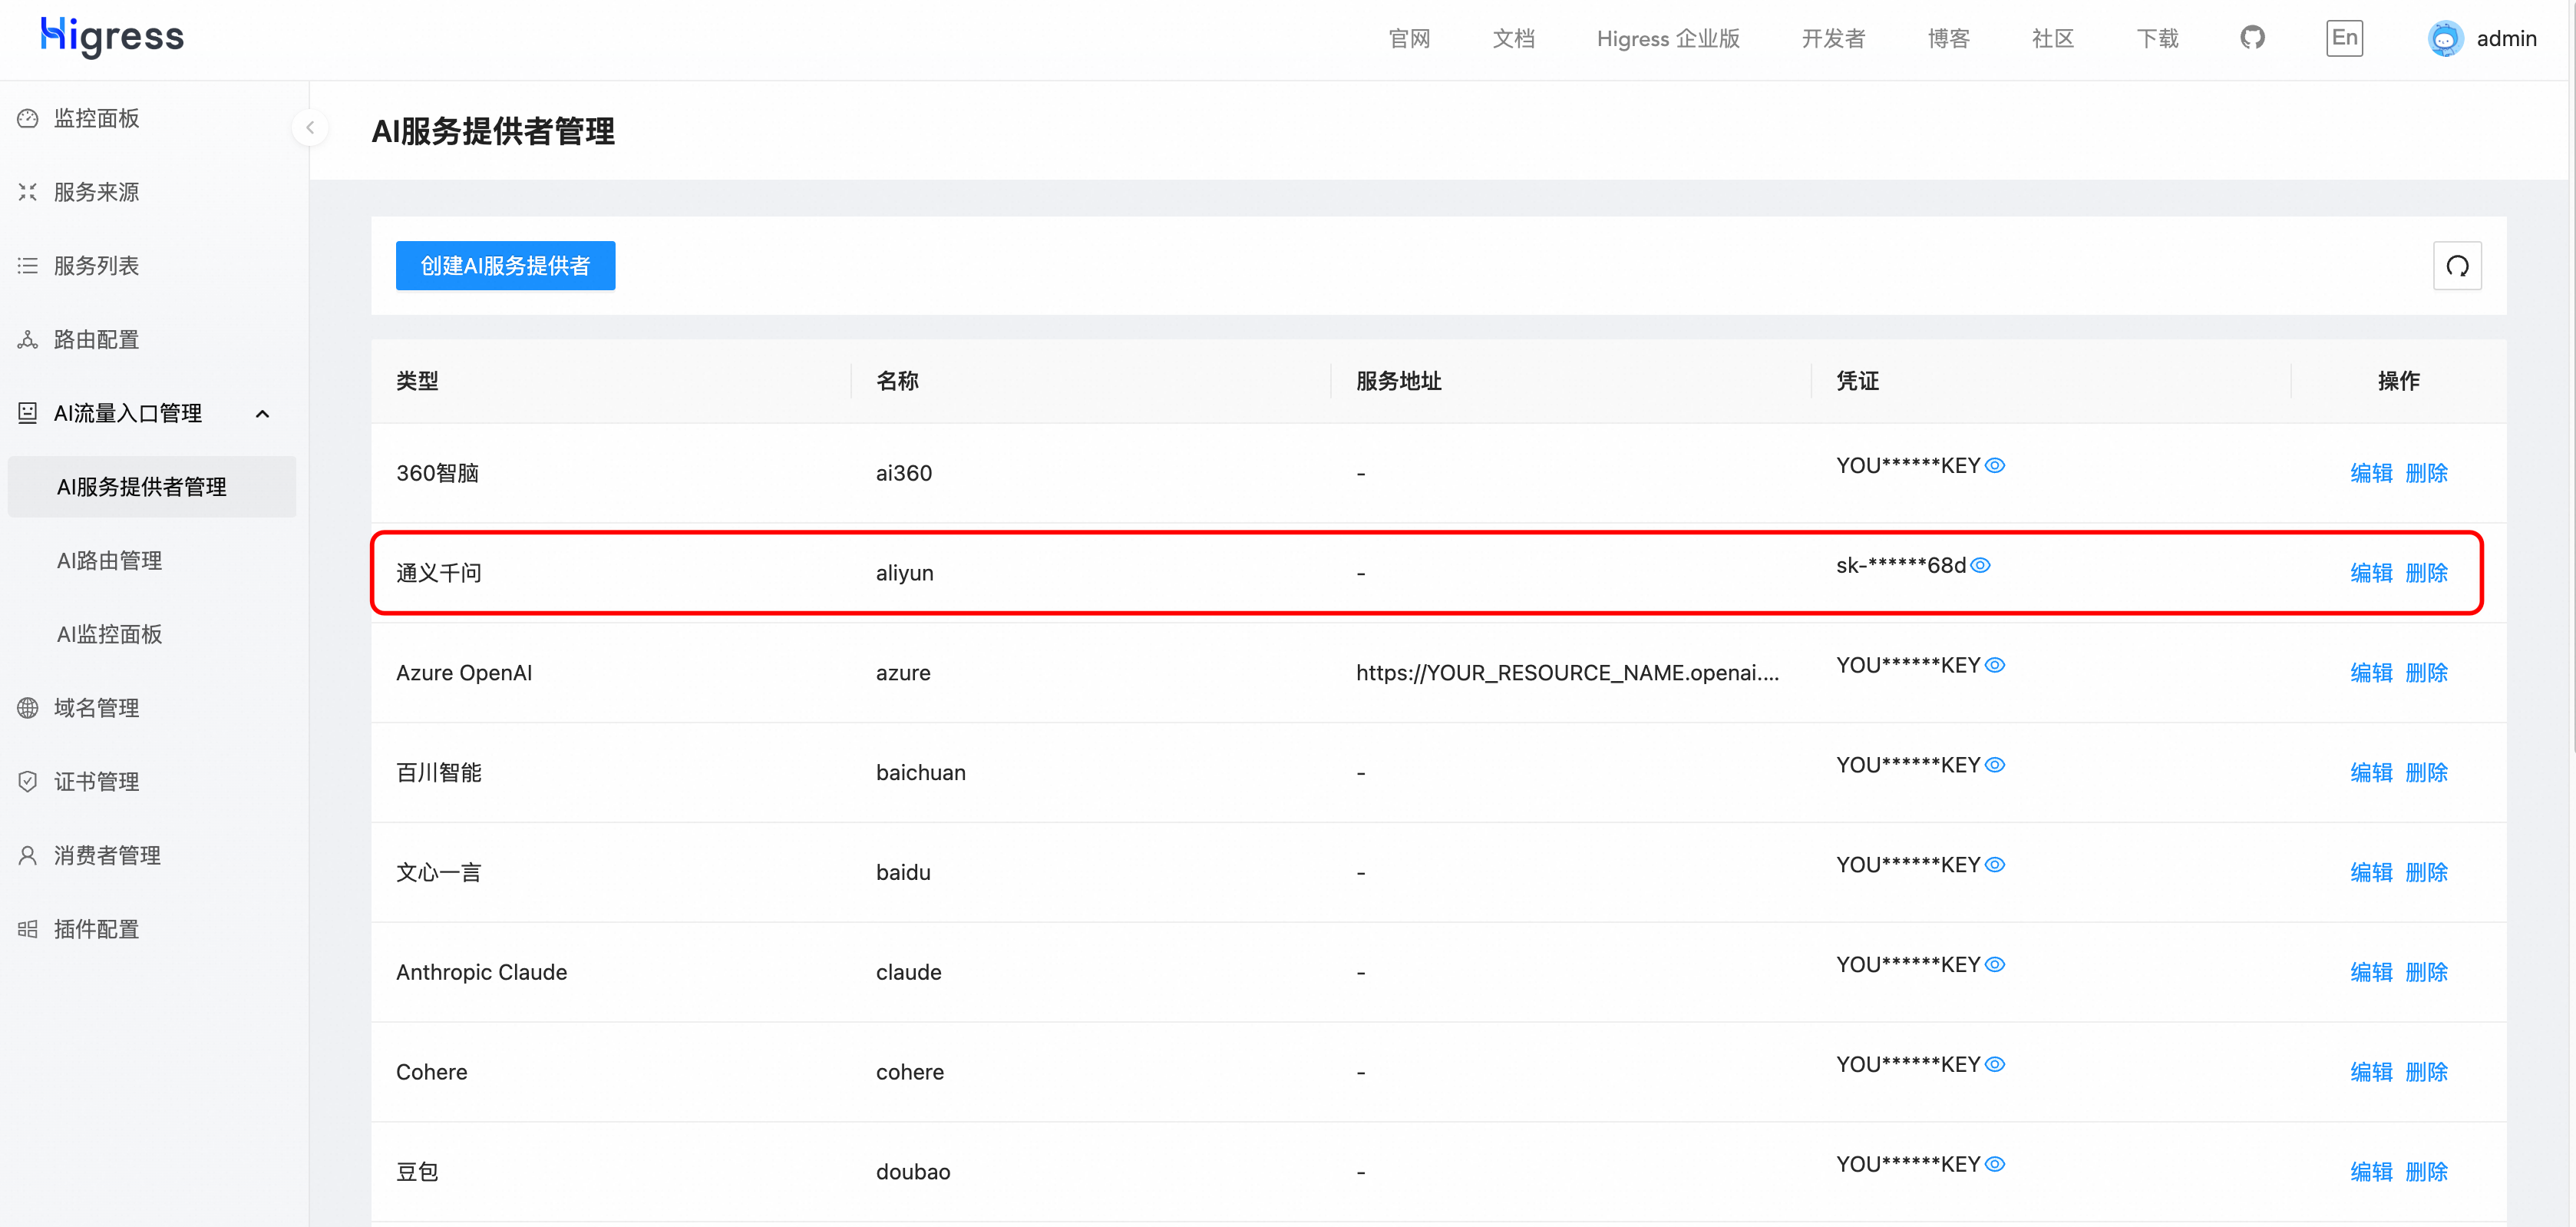 Higress
官网 文档 Higress 企业版 开发者 博客 社区 下载 En admin
监控面板
服务来源
服务列表
路由配置
AI流量入口管理
AI服务提供者管理
AI路由管理
AI监控面板
域名管理
证书管理
消费者管理
插件配置
AI服务提供者管理
创建AI服务提供者
类型 名称 服务地址 凭证 操作
360智脑 ai360 - YOU******KEY 编辑 删除
通义千问 aliyun - sk-******68d 编辑 删除
Azure OpenAI azure https://YOUR_RESOURCE_NAME.openai.... YOU******KEY 编辑 删除
百川智能 baichuan - YOU******KEY 编辑 删除
文心一言 baidu - YOU******KEY 编辑 删除
Anthropic Claude claude - YOU******KEY 编辑 删除
Cohere cohere - YOU******KEY 编辑 删除
豆包 doubao - YOU******KEY 编辑 删除